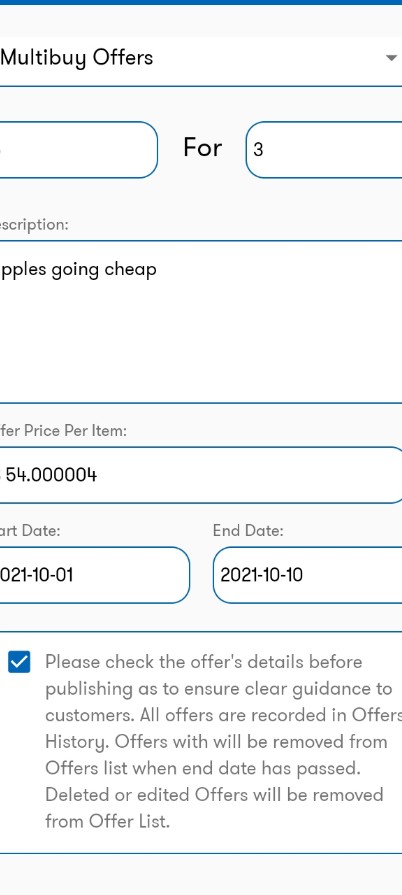 Multibuy Offers
For 3
escription:
pples going cheap
fer Price Per Item:
54.000004
art Date: End Date:
021-10-01 2021-10-10
Please check the offer's details before
publishing as to ensure clear guidance to
customers. All offers are recorded in Offers
History. Offers with will be removed from
Offers list when end date has passed.
Deleted or edited Offers will be removed
from Offer List.